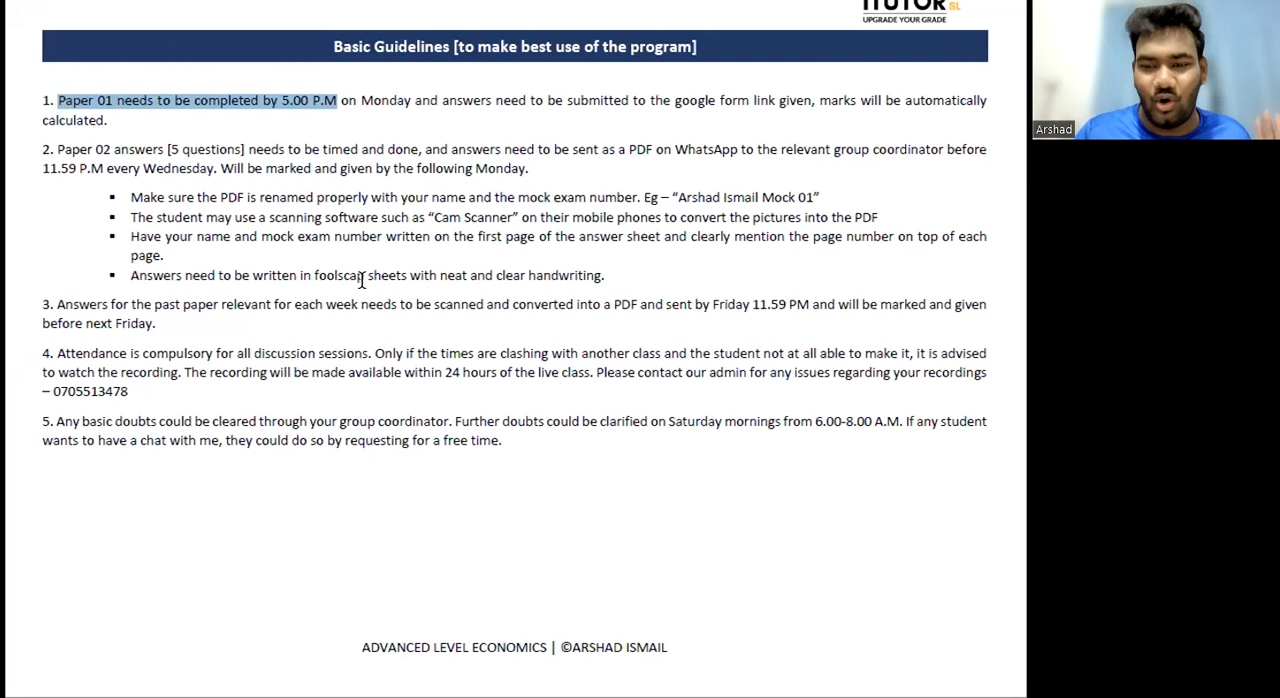 ITUTOR SL
UPGRADE YOUR GRADE
Basic Guidelines [to make best use of the program]
1. Paper 01 needs to be completed by 5.00 P.M on Monday and answers need to be submitted to the google form link given, marks will be automatically
calculated.
Arshad
2. Paper 02 answers [5 questions] needs to be timed and done, and answers need to be sent as a PDF on WhatsApp to the relevant group coordinator before
11.59 P.M every Wednesday. Will be marked and given by the following Monday.
▪ Make sure the PDF is renamed properly with your name and the mock exam number. Eg – “Arshad Ismail Mock 01”
▪ The student may use a scanning software such as “Cam Scanner” on their mobile phones to convert the pictures into the PDF
▪ Have your name and mock exam number written on the first page of the answer sheet and clearly mention the page number on top of each
page.
▪ Answers need to be written in foolscap sheets with neat and clear handwriting.
3. Answers for the past paper relevant for each week needs to be scanned and converted into a PDF and sent by Friday 11.59 PM and will be marked and given
before next Friday.
4. Attendance is compulsory for all discussion sessions. Only if the times are clashing with another class and the student not at all able to make it, it is advised
to watch the recording. The recording will be made available within 24 hours of the live class. Please contact our admin for any issues regarding your recordings
– 0705513478
5. Any basic doubts could be cleared through your group coordinator. Further doubts could be clarified on Saturday mornings from 6.00-8.00 A.M. If any student
wants to have a chat with me, they could do so by requesting for a free time.
ADVANCED LEVEL ECONOMICS | ©ARSHAD ISMAIL